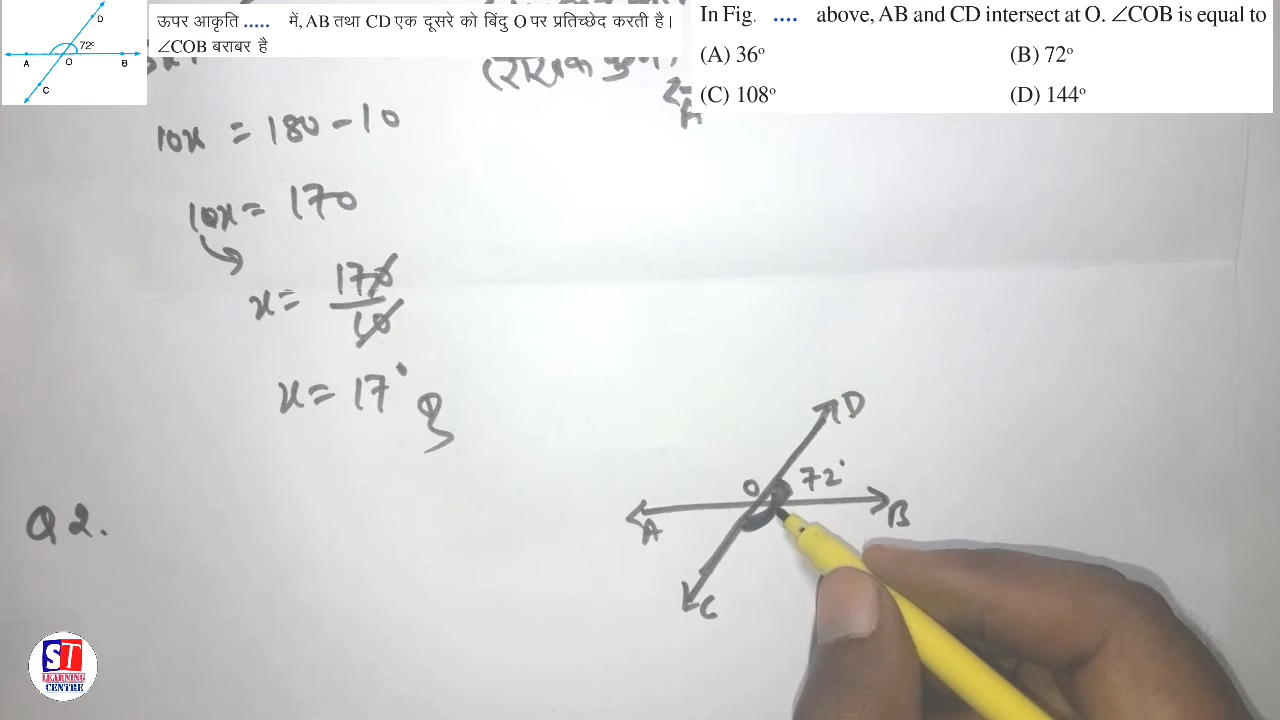 ऊपर आकृति ..... में, AB तथा CD एक दूसरे को बिंदु O पर प्रतिच्छेद करती है।
∠COB बराबर है
In Fig. .... above, AB and CD intersect at O. ∠COB is equal to
(A) 36° (B) 72°
(C) 108° (D) 144°
D
72°
A O B
C
10x = 180 - 10
10x = 170
x = 170/10
x = 17°
Q 2.
D
O 72°
A B
C
ST
LEARNING
CENTRE